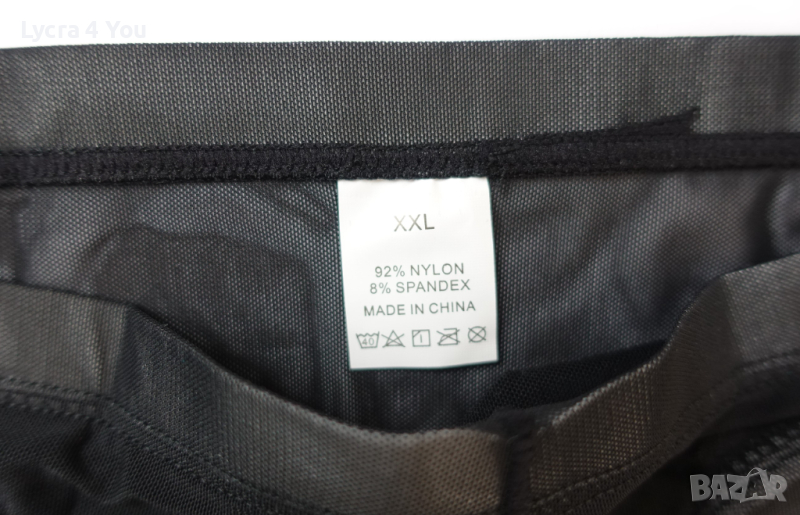 Lycra 4 You
XXL
92% NYLON
8% SPANDEX
MADE IN CHINA
40
BAZAR